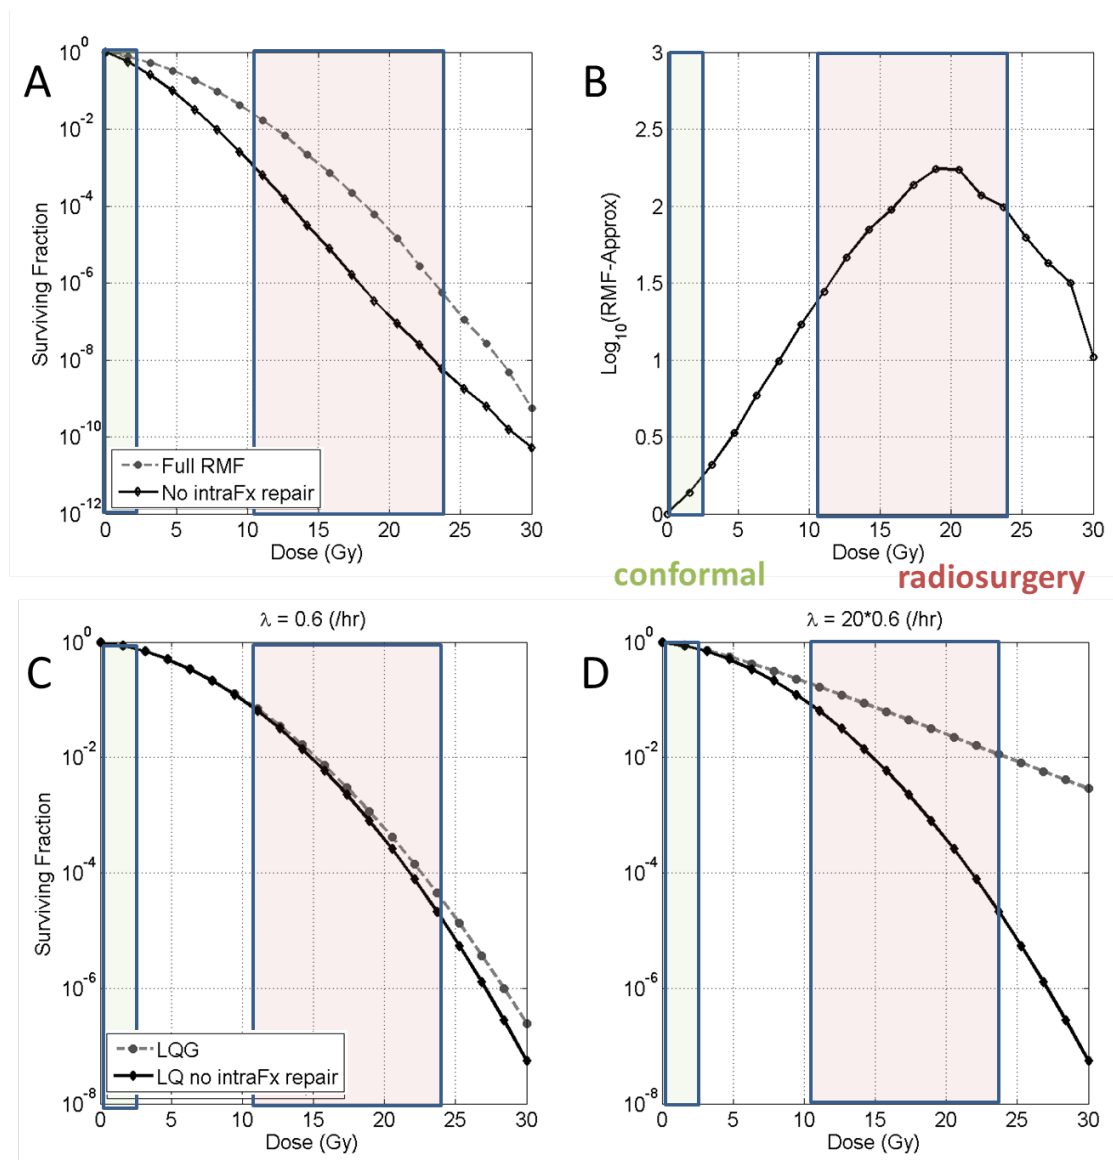 A
10^0
10^-2
10^-4
10^-6
10^-8
10^-10
10^-12
Surviving Fraction
Full RMF
No intraFx repair
0 5 10 15 20 25 30
Dose (Gy)
B
3
2.5
2
1.5
1
0.5
0
Log_10(RMF-Approx)
0 5 10 15 20 25 30
Dose (Gy)
conformal
radiosurgery
C
λ = 0.6 (/hr)
10^0
10^-2
10^-4
10^-6
10^-8
Surviving Fraction
LQG
LQ no intraFx repair
0 5 10 15 20 25 30
Dose (Gy)
D
λ = 20*0.6 (/hr)
10^0
10^-2
10^-4
10^-6
10^-8
0 5 10 15 20 25 30
Dose (Gy)